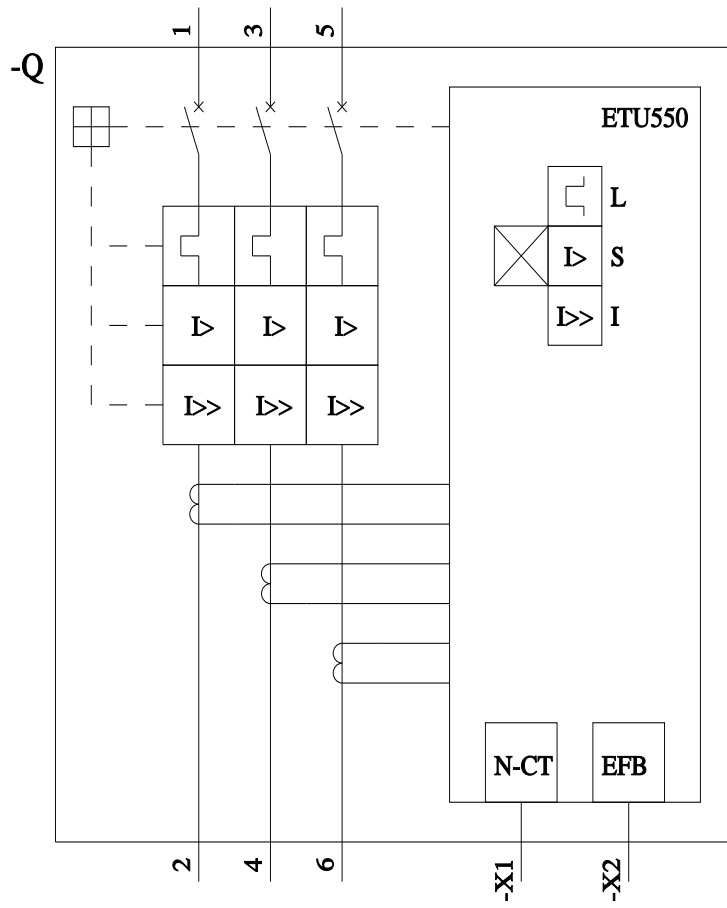 1 3 5
-Q
ETU550
L
I> S
I>> I
I> I> I>
I>> I>> I>>
N-CT EFB
2 4 6 -X1 -X2